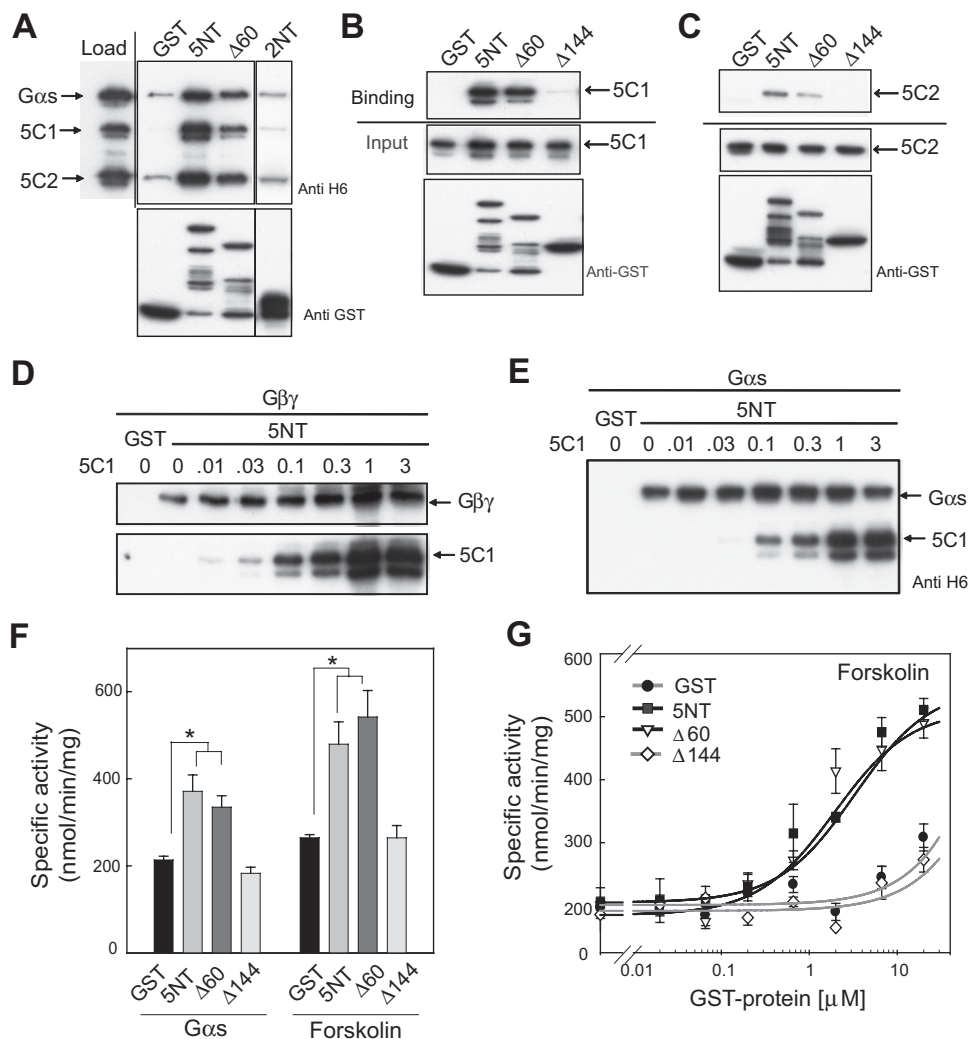 A
Load
GST 5NT Δ60 2NT
Gαs
5C1
5C2
Anti H6
Anti GST
B
GST 5NT Δ60 Δ144
Binding
5C1
Input
5C1
Anti-GST
C
GST 5NT Δ60 Δ144
5C2
5C2
Anti-GST
D
Gβγ
GST 5NT
5C1 0 0 .01 .03 0.1 0.3 1 3
Gβγ
5C1
E
Gαs
GST 5NT
5C1 0 0 .01 .03 0.1 0.3 1 3
Gαs
5C1
Anti H6
F
Specific activity
(nmol/min/mg)
600
400
200
0
*
*
GST 5NT Δ60 Δ144 GST 5NT Δ60 Δ144
Gαs Forskolin
G
Specific activity
(nmol/min/mg)
600
500
400
300
200
0
Forskolin
GST
5NT
Δ60
Δ144
0.01 0.1 1 10
GST-protein [μM]